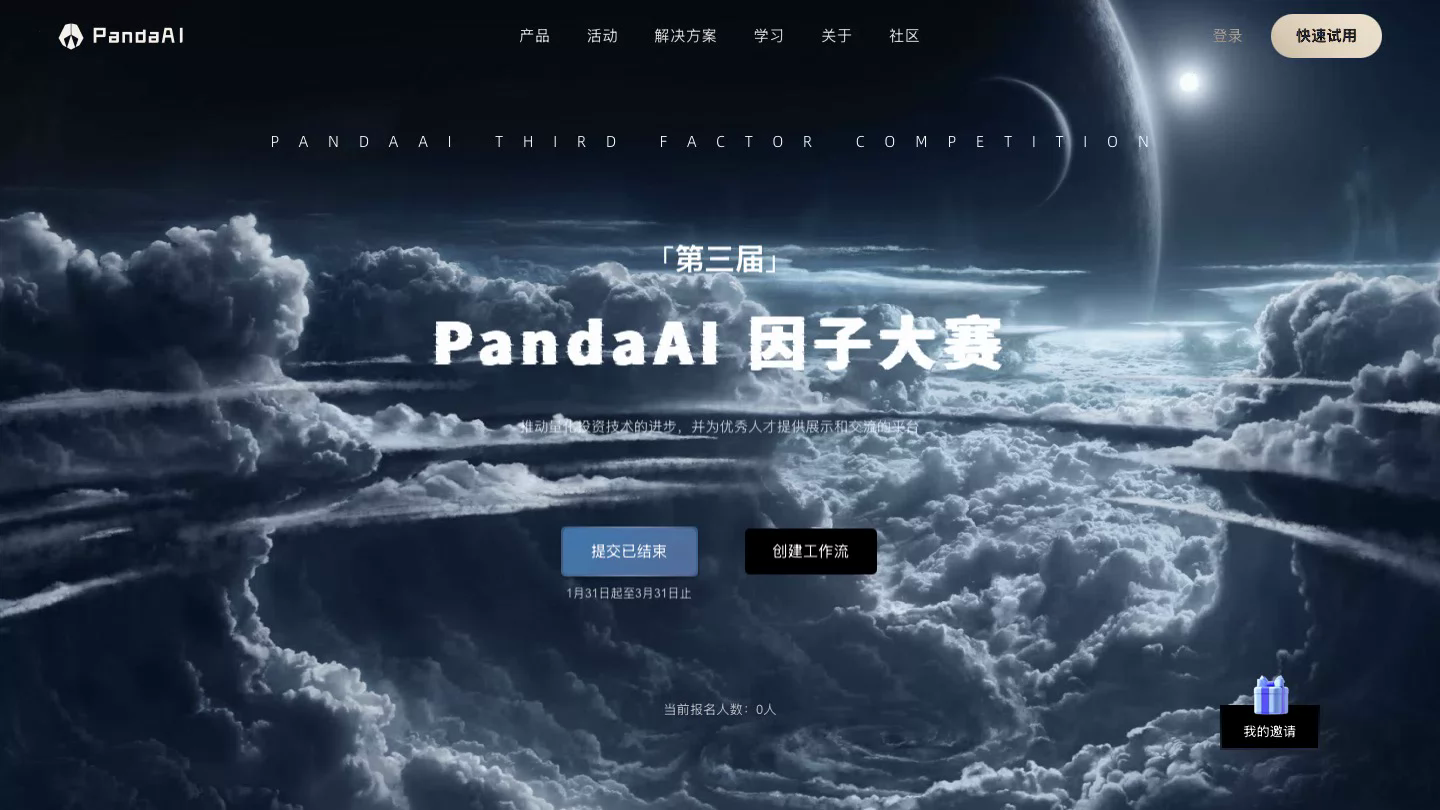 PandaAI
产品 活动 解决方案 学习 关于 社区
登录 快速试用
PANDAAI THIRD FACTOR COMPETITION
「第三届」
PandaAI 因子大赛
推动量化投资技术的进步，并为优秀人才提供展示和交流的平台
提交已结束 创建工作流
1月31日起至3月31日止
当前报名人数：0人
我的邀请